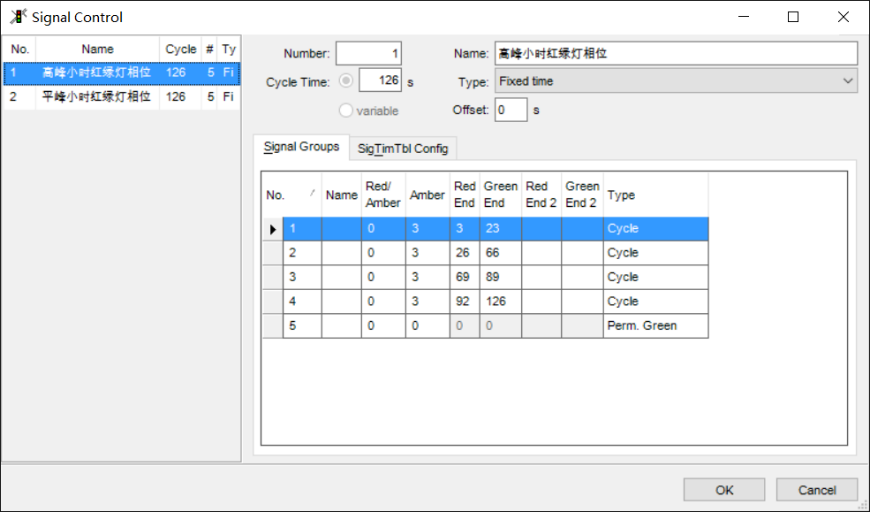 Signal Control
No. Name Cycle # Ty
1 高峰小时红绿灯相位 126 5 Fi
2 平峰小时红绿灯相位 126 5 Fi
Number: 1 Name: 高峰小时红绿灯相位
Cycle Time: 126 s Type: Fixed time
variable Offset: 0 s
Signal Groups SigTimTbl Config
No. Name Red/ Amber Amber Red End Green End Red End 2 Green End 2 Type
1 0 3 3 23 Cycle
2 0 3 26 66 Cycle
3 0 3 69 89 Cycle
4 0 3 92 126 Cycle
5 0 0 0 0 Perm. Green
OK Cancel